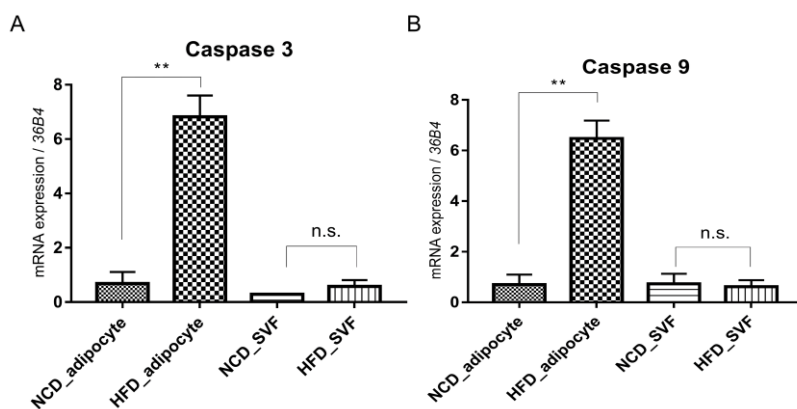 A
Caspase 3
**
n.s.
mRNA expression / 36B4
8
6
4
2
0
NCD_adipocyte
HFD_adipocyte
NCD_SVF
HFD_SVF
B
Caspase 9
**
n.s.
mRNA expression / 36B4
8
6
4
2
0
NCD_adipocyte
HFD_adipocyte
NCD_SVF
HFD_SVF